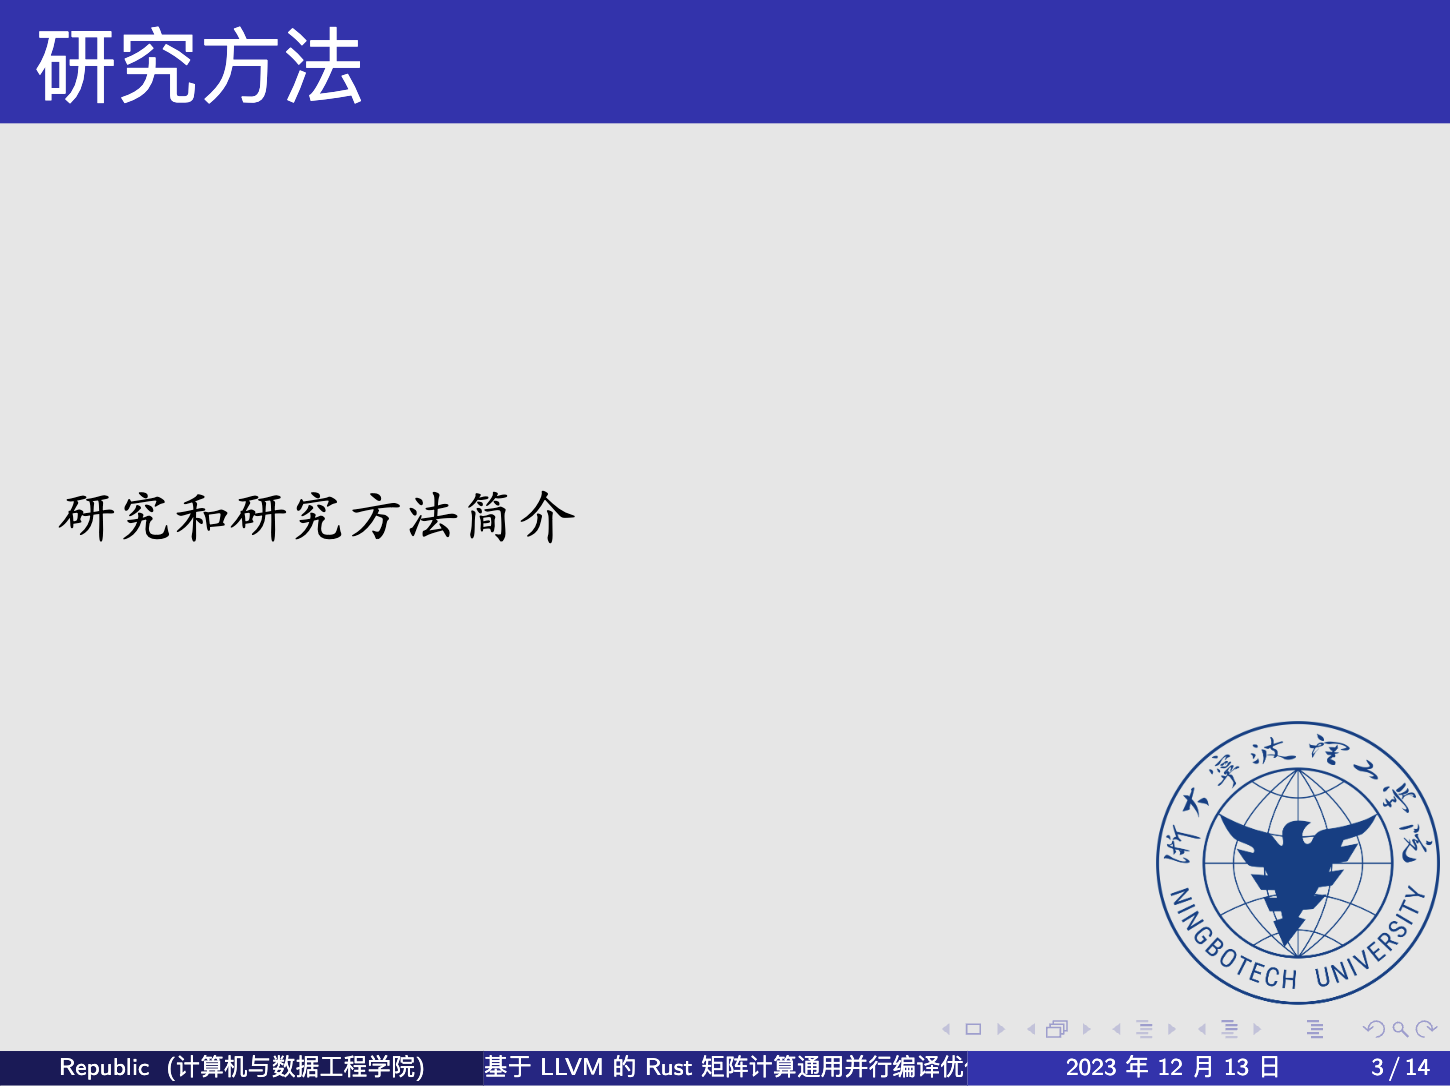 研究方法
研究和研究方法简介
浙大宁波理工学院
NINGBOTECH UNIVERSITY
Republic (计算机与数据工程学院)
基于 LLVM 的 Rust 矩阵计算通用并行编译优
2023 年 12 月 13 日
3 / 14